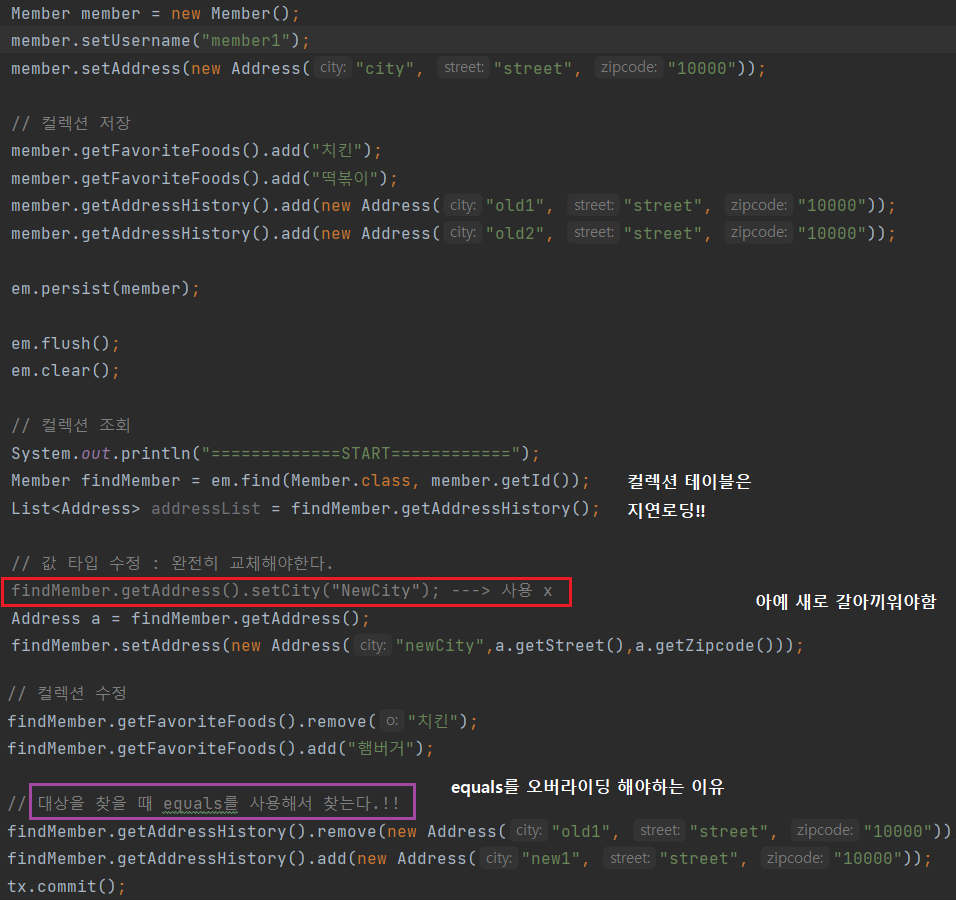 Member member = new Member();
member.setUsername("member1");
member.setAddress(new Address( city: "city", street: "street", zipcode: "10000"));
// 컬렉션 저장
member.getFavoriteFoods().add("치킨");
member.getFavoriteFoods().add("떡볶이");
member.getAddressHistory().add(new Address( city: "old1", street: "street", zipcode: "10000"));
member.getAddressHistory().add(new Address( city: "old2", street: "street", zipcode: "10000"));
em.persist(member);
em.flush();
em.clear();
// 컬렉션 조회
System.out.println("=============START============");
Member findMember = em.find(Member.class, member.getId()); 컬렉션 테이블은
List<Address> addressList = findMember.getAddressHistory(); 지연로딩!!
// 값 타입 수정 : 완전히 교체해야한다.
findMember.getAddress().setCity("NewCity"); ---> 사용 x
아예 새로 갈아끼워야함
Address a = findMember.getAddress();
findMember.setAddress(new Address( city: "newCity",a.getStreet(),a.getZipcode()));
// 컬렉션 수정
findMember.getFavoriteFoods().remove( o: "치킨");
findMember.getFavoriteFoods().add("햄버거");
equals를 오버라이딩 해야하는 이유
// 대상을 찾을 때 equals를 사용해서 찾는다.!!
findMember.getAddressHistory().remove(new Address( city: "old1", street: "street", zipcode: "10000"))
findMember.getAddressHistory().add(new Address( city: "new1", street: "street", zipcode: "10000"));
tx.commit();